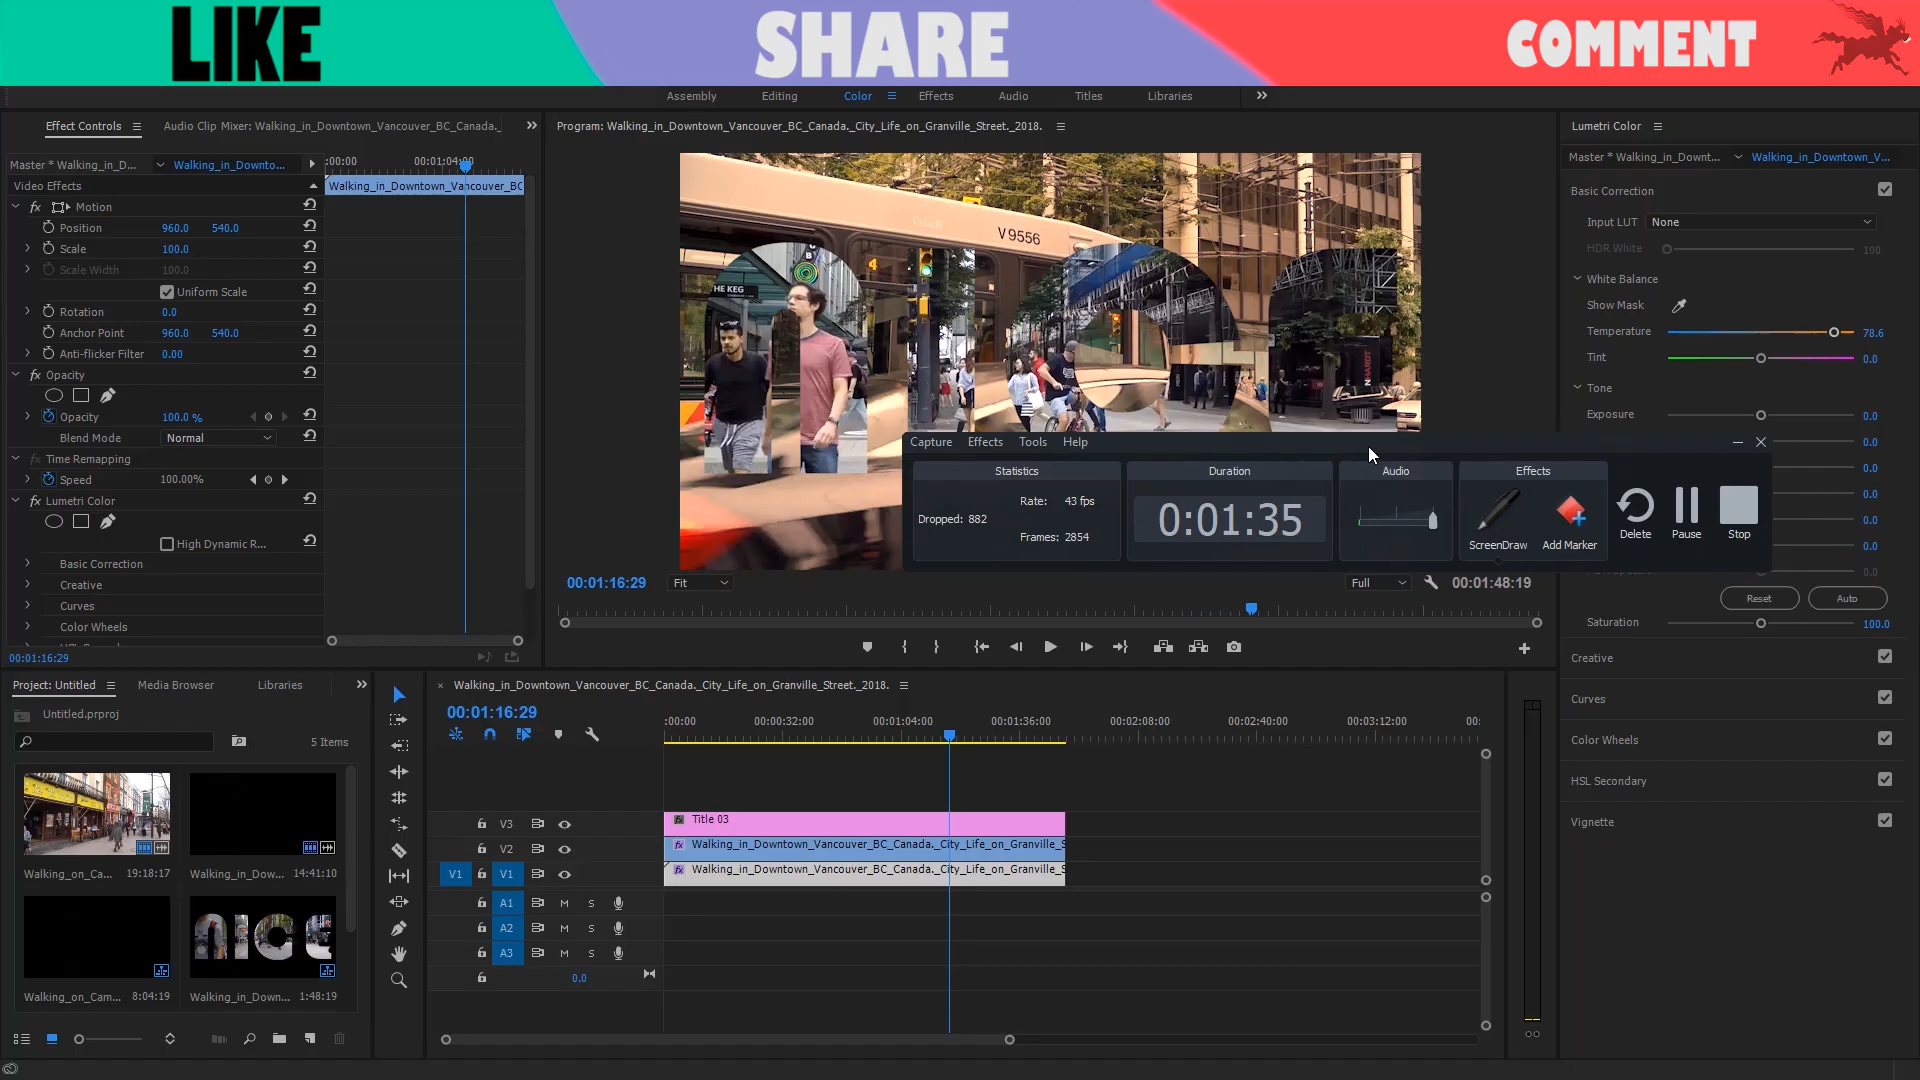 LIKE
SHARE
COMMENT
Assembly
Editing
Color
Effects
Audio
Titles
Libraries
Effect Controls
Audio Clip Mixer: Walking_in_Downtown_Vancouver_BC_Canada._
Program: Walking_in_Downtown_Vancouver_BC_Canada._City_Life_on_Granville_Street._2018.
Lumetri Color
Master * Walking_in_D...
Walking_in_Downto...
:00:00
00:01:04:00
Video Effects
Walking_in_Downtown_Vancouver_BC
fx Motion
Position 960.0 540.0
Scale 100.0
Scale Width 100.0
Uniform Scale
Rotation 0.0
Anchor Point 960.0 540.0
Anti-flicker Filter 0.00
fx Opacity
Opacity 100.0 %
Blend Mode Normal
fx Time Remapping
Speed 100.00%
fx Lumetri Color
High Dynamic R...
Basic Correction
Creative
Curves
Color Wheels
00:01:16:29
V9556
HE KEG
B
4
Capture Effects Tools Help
Statistics
Rate: 43 fps
Dropped: 882
Frames: 2854
Duration
0:01:35
Audio
Effects
ScreenDraw
Add Marker
Delete
Pause
Stop
00:01:16:29
Fit
Full
00:01:48:19
Master * Walking_in_Downt...
Walking_in_Downtown_V...
Basic Correction
Input LUT None
HDR White 100
White Balance
Show Mask
Temperature 78.6
Tint 0.0
Tone
Exposure 0.0
0.0
0.0
0.0
0.0
0.0
0.0
Reset
Auto
Saturation 100.0
Creative
Curves
Color Wheels
HSL Secondary
Vignette
Project: Untitled
Media Browser
Libraries
Untitled.prproj
5 Items
Walking_on_Ca... 19:18:17
Walking_in_Dow... 14:41:10
nice
Walking_on_Cam... 8:04:19
Walking_in_Down... 1:48:19
× Walking_in_Downtown_Vancouver_BC_Canada._City_Life_on_Granville_Street._2018.
00:01:16:29
:00:00
00:00:32:00
00:01:04:00
00:01:36:00
00:02:08:00
00:02:40:00
00:03:12:00
00:
V3
fx Title 03
V2
fx Walking_in_Downtown_Vancouver_BC_Canada._City_Life_on_Granville_S
V1 V1
fx Walking_in_Downtown_Vancouver_BC_Canada._City_Life_on_Granville_S
A1 M S
A2 M S
A3 M S
0.0